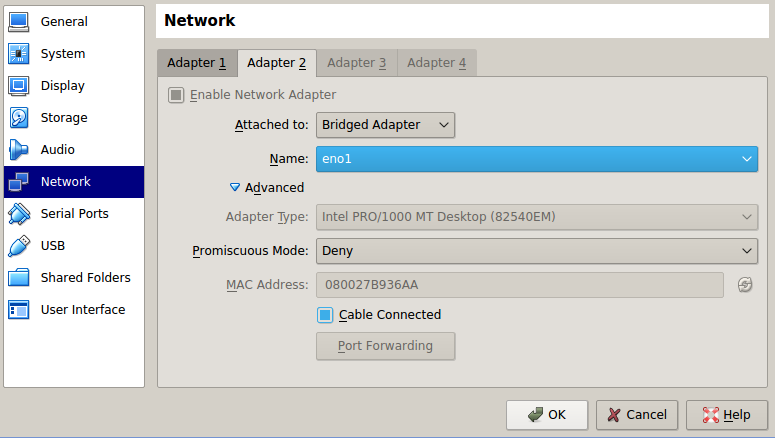 General
System
Display
Storage
Audio
Network
Serial Ports
USB
Shared Folders
User Interface
Network
Adapter 1 Adapter 2 Adapter 3 Adapter 4
Enable Network Adapter
Attached to: Bridged Adapter
Name: eno1
Advanced
Adapter Type: Intel PRO/1000 MT Desktop (82540EM)
Promiscuous Mode: Deny
MAC Address: 080027B936AA
Cable Connected
Port Forwarding
OK Cancel Help